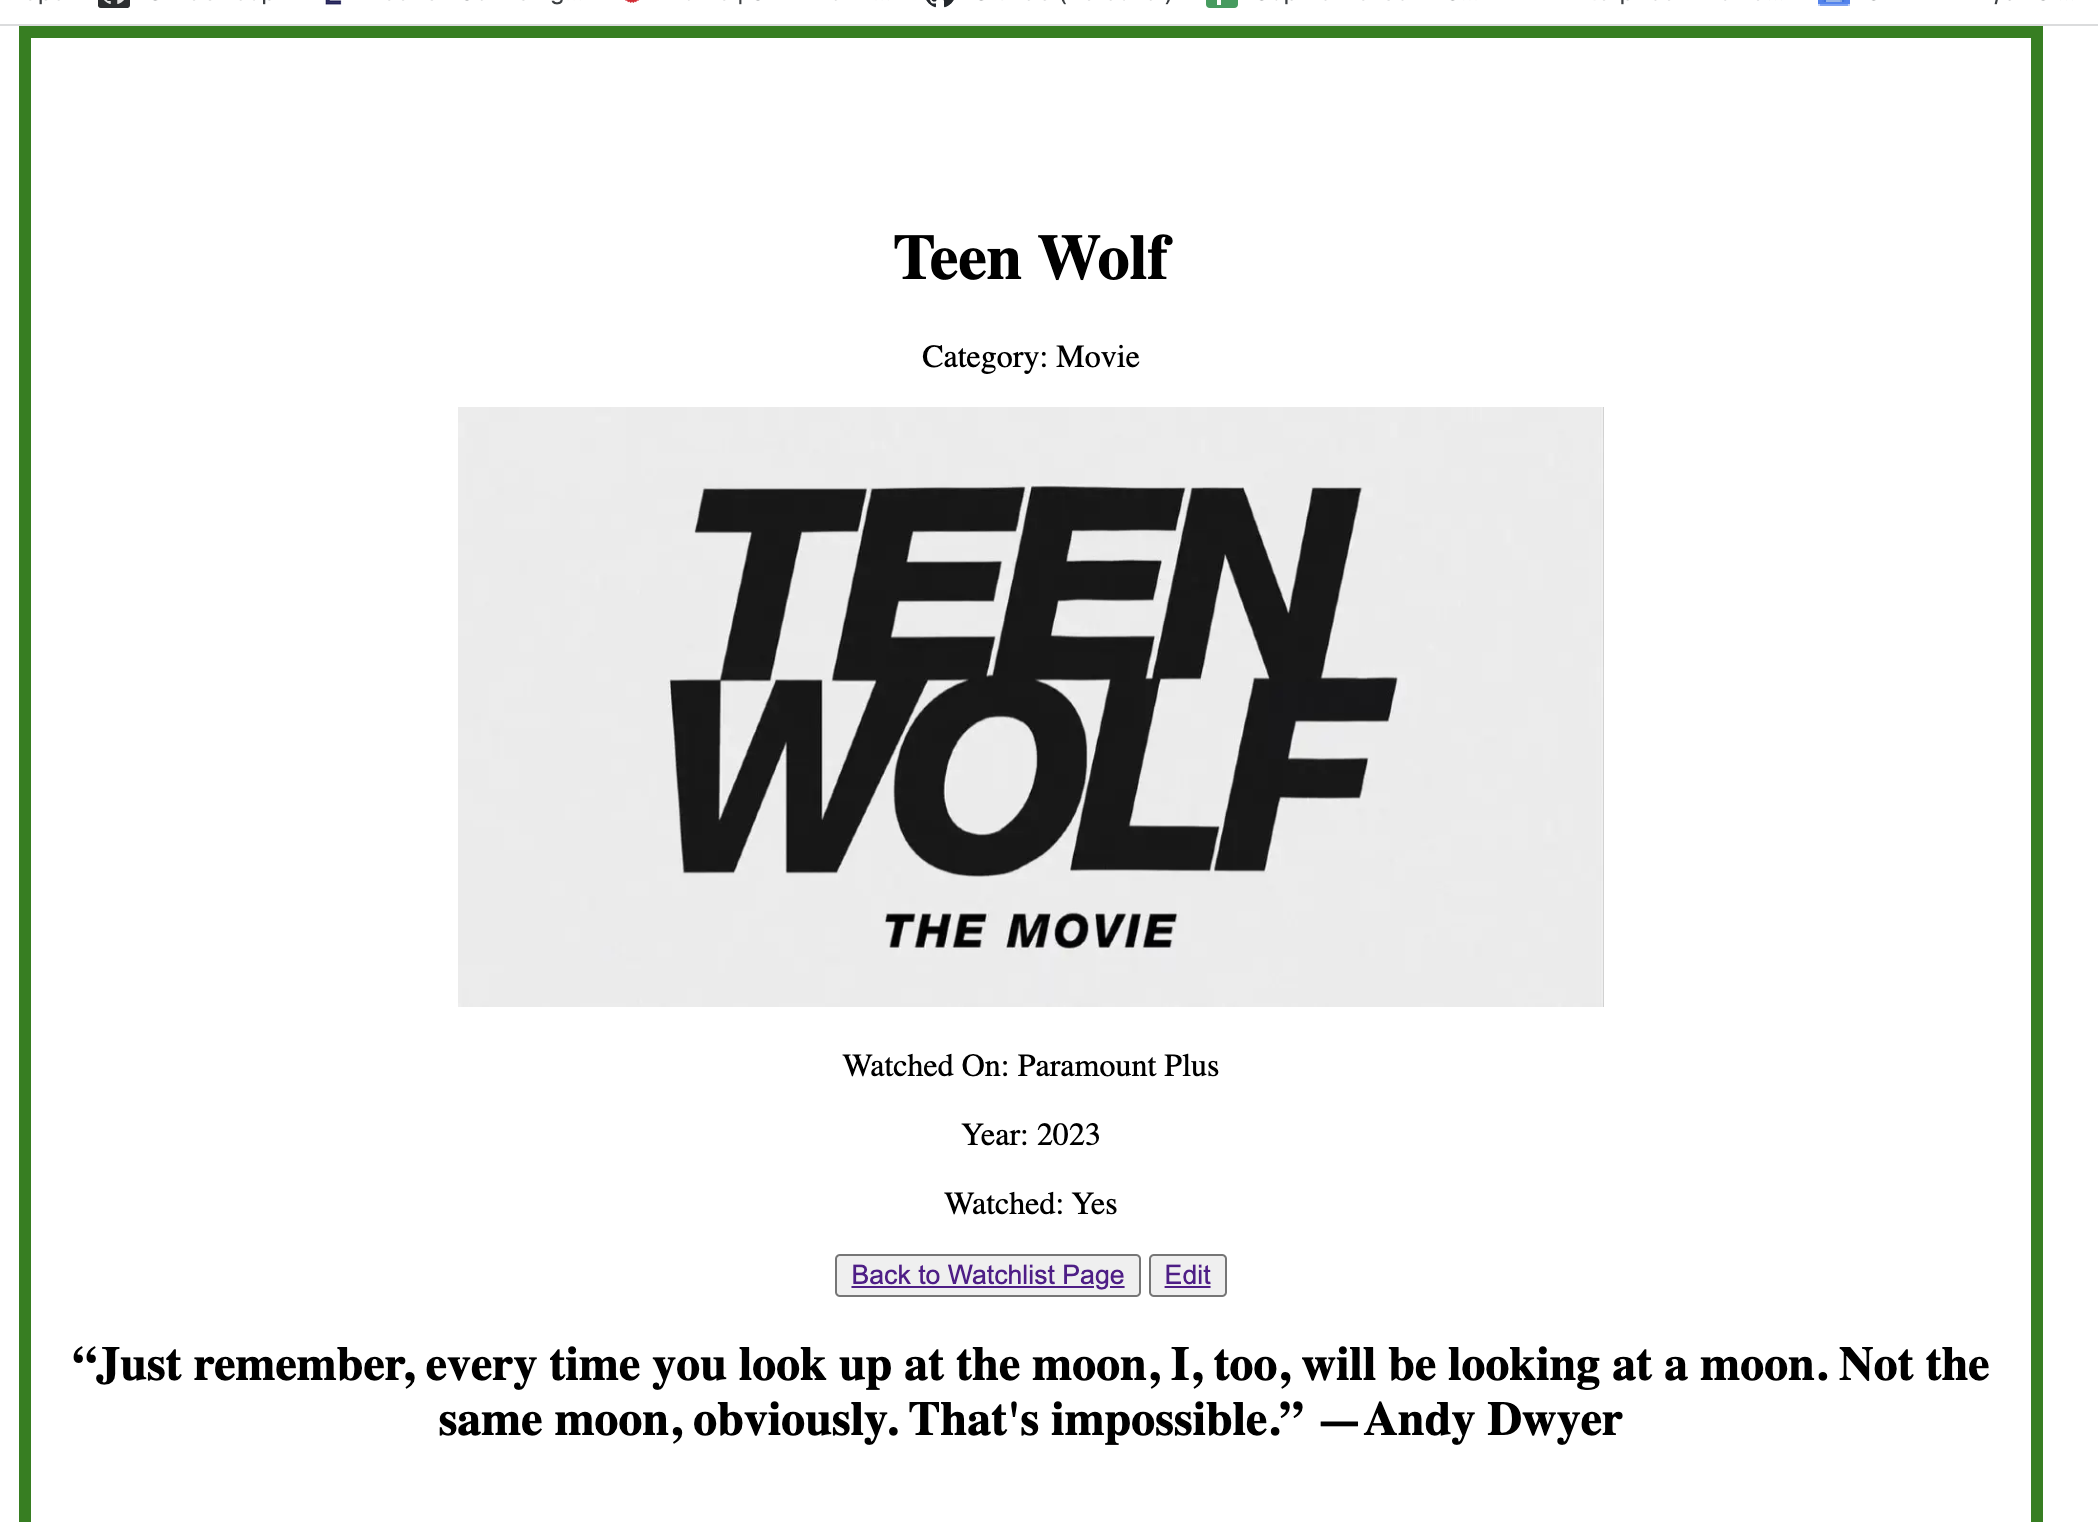 Teen Wolf
Category: Movie
TEEN
WOLF
THE MOVIE
Watched On: Paramount Plus
Year: 2023
Watched: Yes
Back to Watchlist Page Edit
“Just remember, every time you look up at the moon, I, too, will be looking at a moon. Not the
same moon, obviously. That's impossible.” —Andy Dwyer